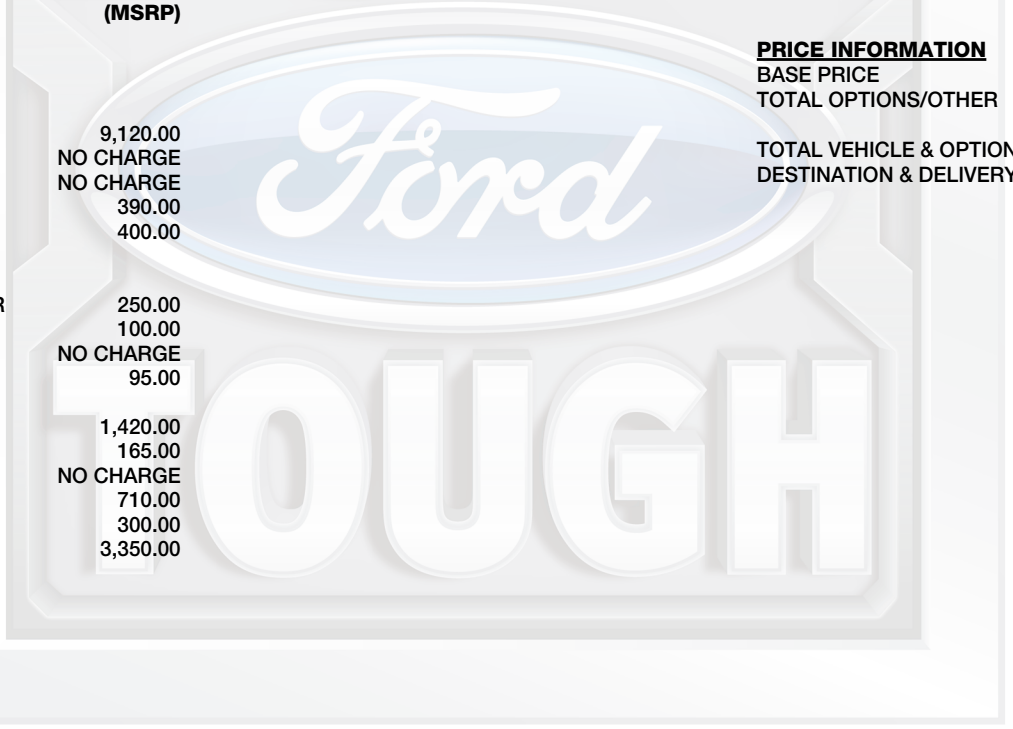 (MSRP)
9,120.00
NO CHARGE
NO CHARGE
390.00
400.00
R 250.00
100.00
NO CHARGE
95.00
1,420.00
165.00
NO CHARGE
710.00
300.00
3,350.00
PRICE INFORMATION
BASE PRICE
TOTAL OPTIONS/OTHER
TOTAL VEHICLE & OPTION
DESTINATION & DELIVERY
Ford
TOUGH